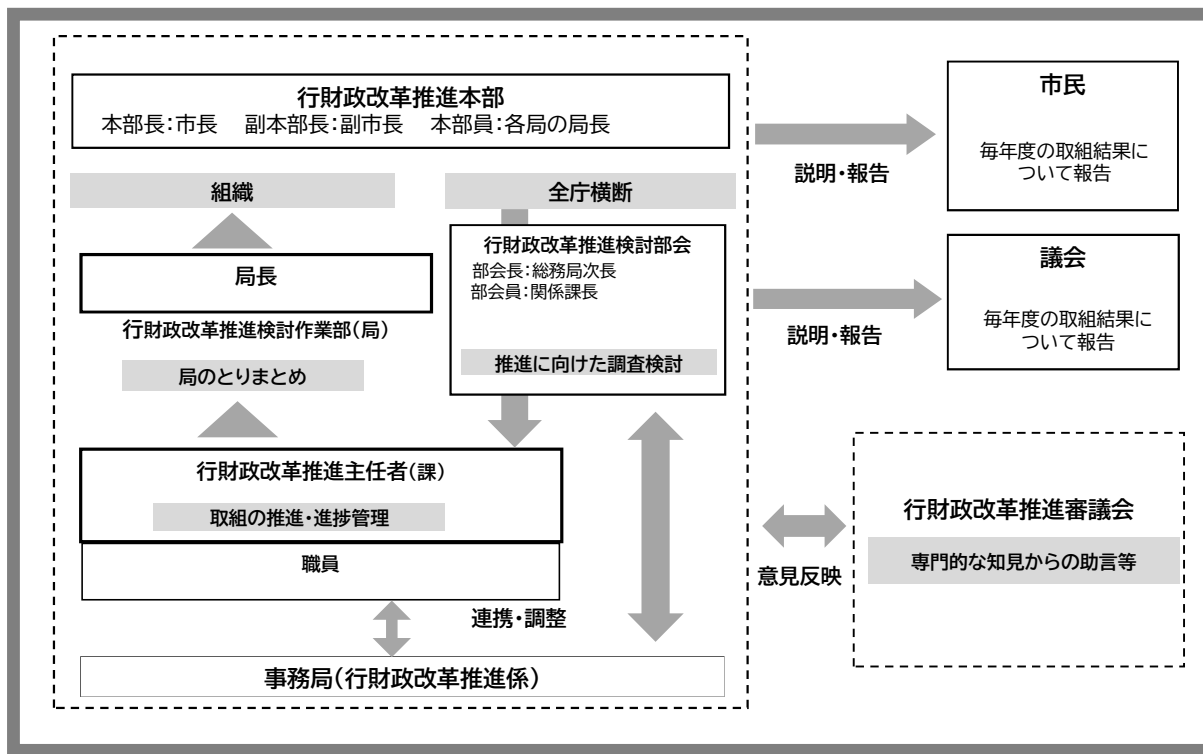 行財政改革推進本部
本部長:市長　副本部長:副市長　本部員:各局の局長
組織
全庁横断
局長
行財政改革推進検討作業部(局)
局のとりまとめ
行財政改革推進検討部会
部会長:総務局次長
部会員:関係課長
推進に向けた調査検討
行財政改革推進主任者(課)
取組の推進・進捗管理
職員
連携・調整
事務局(行財政改革推進係)
説明・報告
市民
毎年度の取組結果に
ついて報告
説明・報告
議会
毎年度の取組結果に
ついて報告
意見反映
行財政改革推進審議会
専門的な知見からの助言等